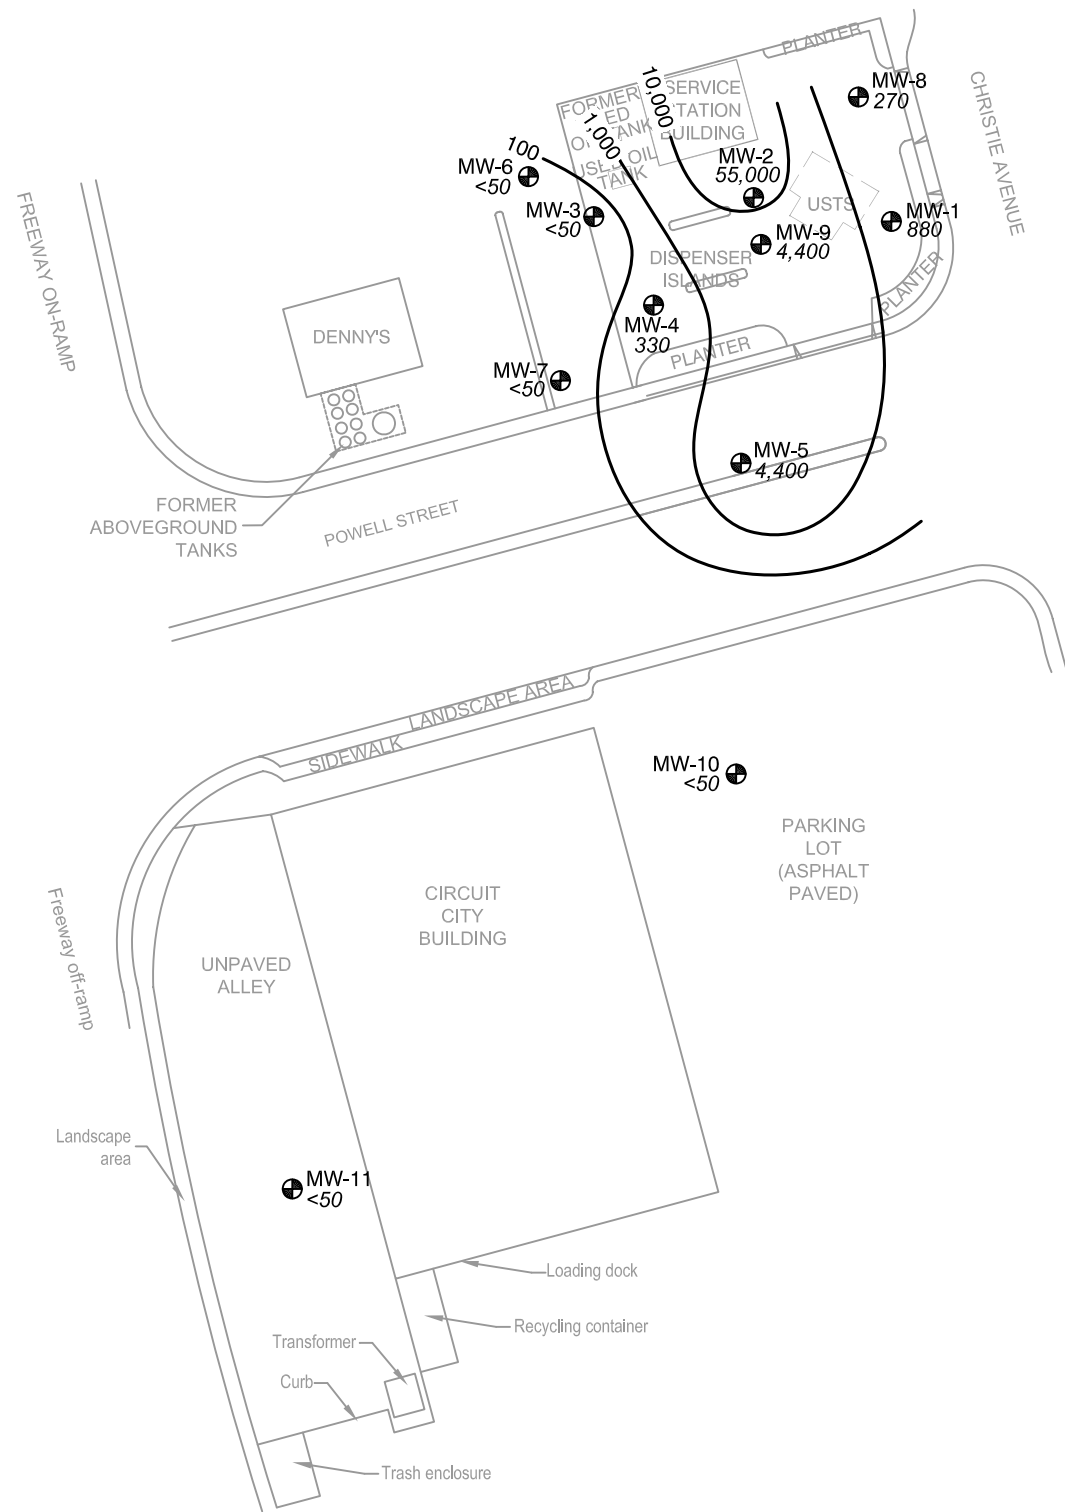 PLANTER
MW-8
270
CHRISTIE AVENUE
10,000
SERVICE
STATION
BUILDING
FORMER
TANK
1,000
OIL
TANK
100
MW-6
<50
MW-2
55,000
USTS
MW-3
<50
MW-1
880
MW-9
4,400
DISPENSER
ISLANDS
FREEWAY ON-RAMP
PLANTER
MW-4
330
DENNY'S
PLANTER
MW-7
<50
MW-5
4,400
FORMER
ABOVEGROUND
TANKS
POWELL STREET
LANDSCAPE AREA
SIDEWALK
MW-10
<50
PARKING
LOT
(ASPHALT
PAVED)
CIRCUIT
CITY
BUILDING
Freeway off-ramp
UNPAVED
ALLEY
Landscape
area
MW-11
<50
Loading dock
Recycling container
Transformer
Curb
Trash enclosure